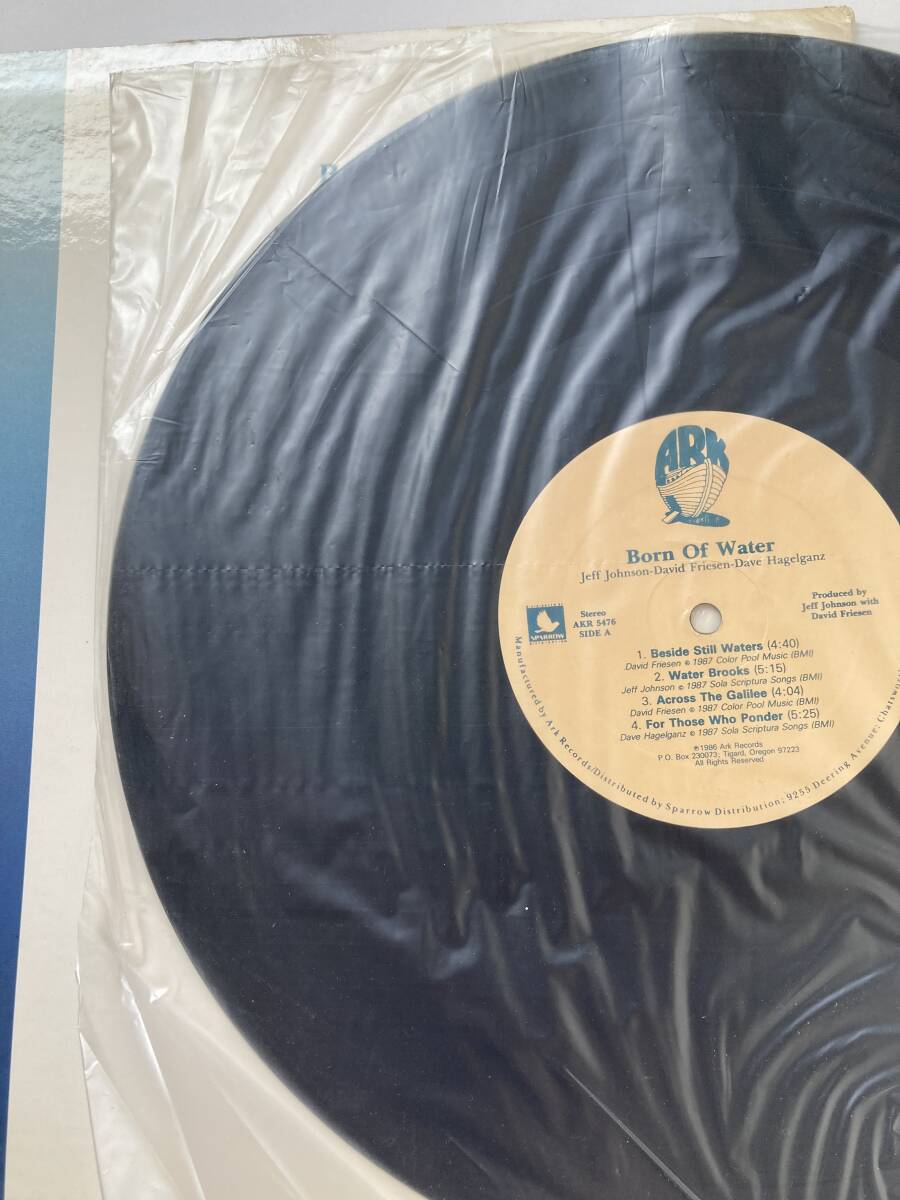 ARK
Born Of Water
Jeff Johnson-David Friesen-Dave Hagelganz
SPARROW
Stereo
AKR 5476
SIDE A
Produced by
Jeff Johnson with
David Friesen
1. Beside Still Waters (4:40)
David Friesen © 1987 Color Pool Music (BMI)
2. Water Brooks (5:15)
Jeff Johnson © 1987 Sola Scriptura Songs (BMI)
3. Across The Galilee (4:04)
David Friesen © 1987 Color Pool Music (BMI)
4. For Those Who Ponder (5:25)
Dave Hagelganz © 1987 Sola Scriptura Songs (BMI)
℗1986 Ark Records
P.O. Box 230073; Tigard, Oregon 97223
All Rights Reserved
Manufactured by Ark Records/Distributed by Sparrow Distribution, 9255 Deering Avenue,